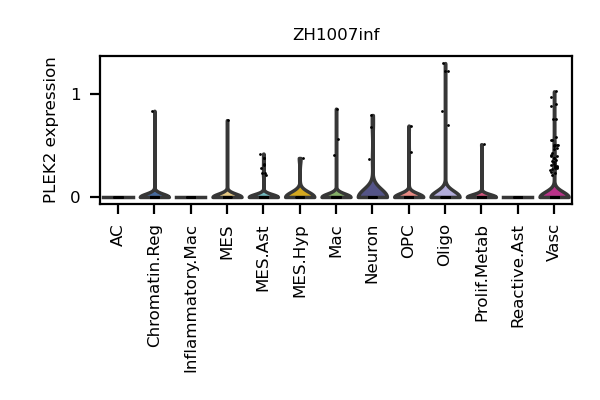 ZH1007inf
PLEK2 expression
1
0
AC
Chromatin.Reg
Inflammatory.Mac
MES
MES.Ast
MES.Hyp
Mac
Neuron
OPC
Oligo
Prolif.Metab
Reactive.Ast
Vasc